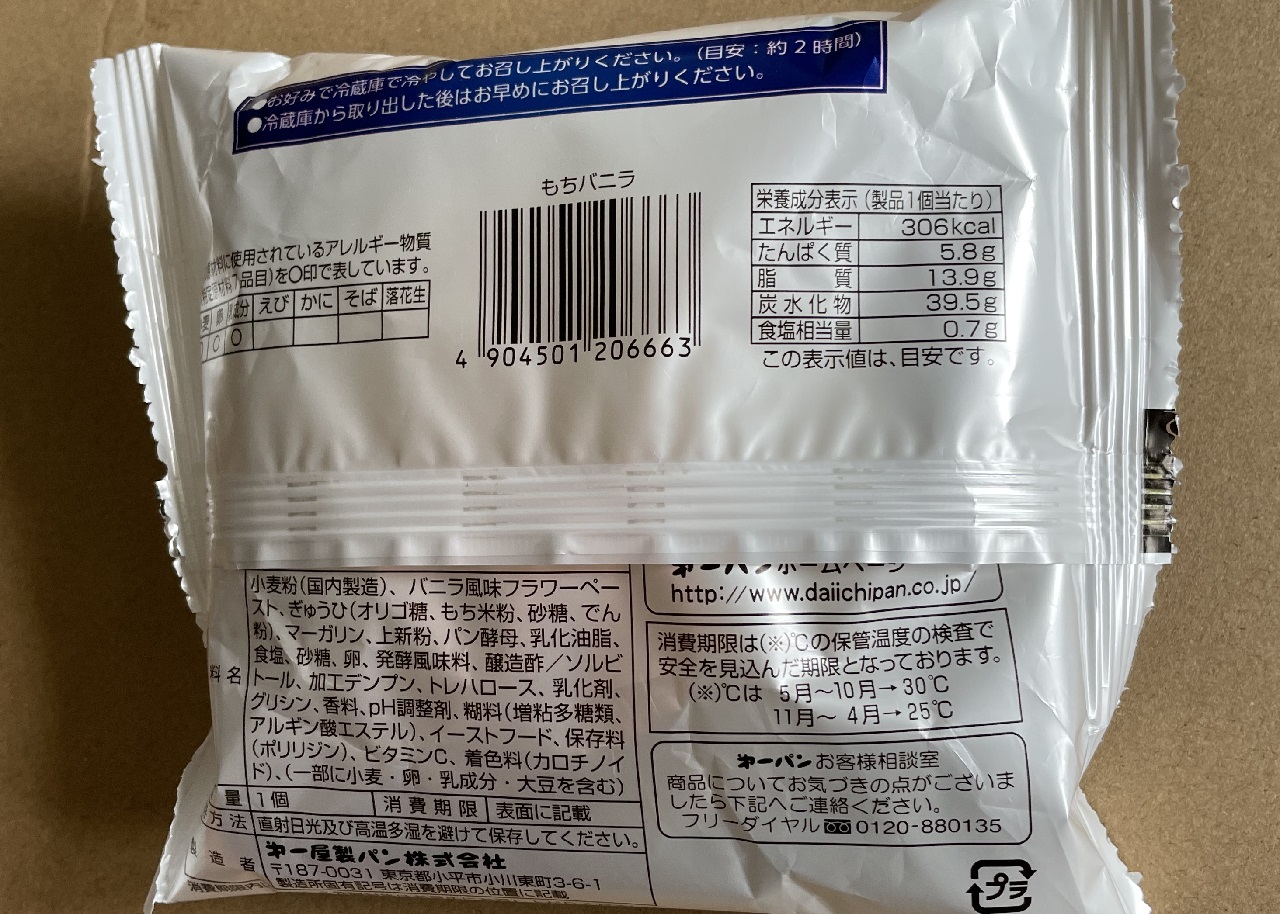 ●お好みで冷蔵庫で冷やしてお召し上がりください。(目安:約2時間)
●冷蔵庫から取り出した後はお早めにお召し上がりください。
もちバニラ
4 904501 206663
栄養成分表示(製品1個当たり)
エネルギー 306kcal
たんぱく質 5.8g
脂質 13.9g
炭水化物 39.5g
食塩相当量 0.7g
この表示値は、目安です。
に使用されているアレルギー物質
7品目)を〇印で表しています。
麦 卵 成分 えび かに そば 落花生
〇
小麦粉(国内製造)、バニラ風味フラワーペー
スト、ぎゅうひ(オリゴ糖、もち米粉、砂糖、でん
粉)、マーガリン、上新粉、パン酵母、乳化油脂、
食塩、砂糖、卵、発酵風味料、醸造酢/ソルビ
トール、加工デンプン、トレハロース、乳化剤、
グリシン、香料、pH調整剤、糊料(増粘多糖類、
アルギン酸エステル)、イーストフード、保存料
(ポリリジン)、ビタミンC、着色料(カロチノイ
ド)、(一部に小麦・卵・乳成分・大豆を含む)
料名
量 1個 消費期限 表面に記載
方法 直射日光及び高温多湿を避けて保存してください。
造者 第一屋製パン株式会社
〒187-0031 東京都小平市小川東町3-6-1
製造所固有記号は消費期限の位置に記載
第一パンホームページ
http://www.daiichipan.co.jp/
消費期限は(※)℃の保管温度の検査で
安全を見込んだ期限となっております。
(※)℃は 5月~10月→30℃
11月~ 4月→25℃
第一パンお客様相談室
商品についてお気づきの点がございま
したら下記へご連絡ください。
フリーダイヤル 0120-880135
プラ